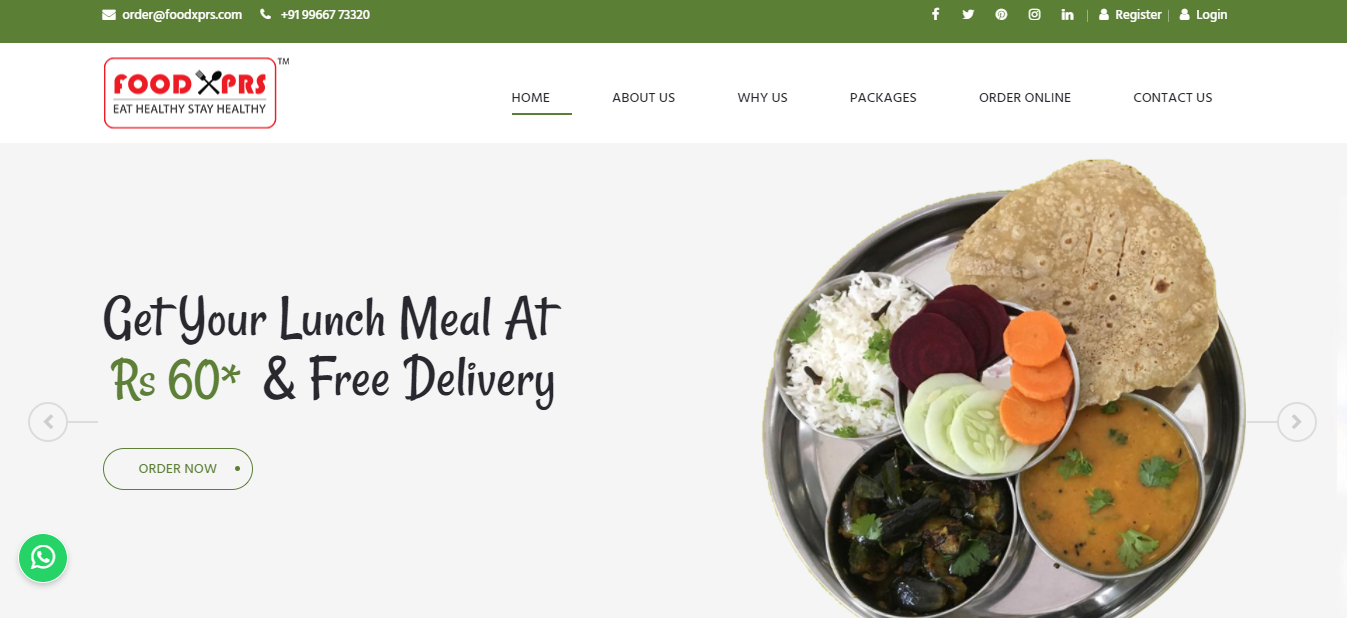 order@foodxprs.com +91 99667 73320 Register Login
FOOD XPRS TM
EAT HEALTHY STAY HEALTHY
HOME ABOUT US WHY US PACKAGES ORDER ONLINE CONTACT US
Get Your Lunch Meal At
Rs 60* & Free Delivery
ORDER NOW